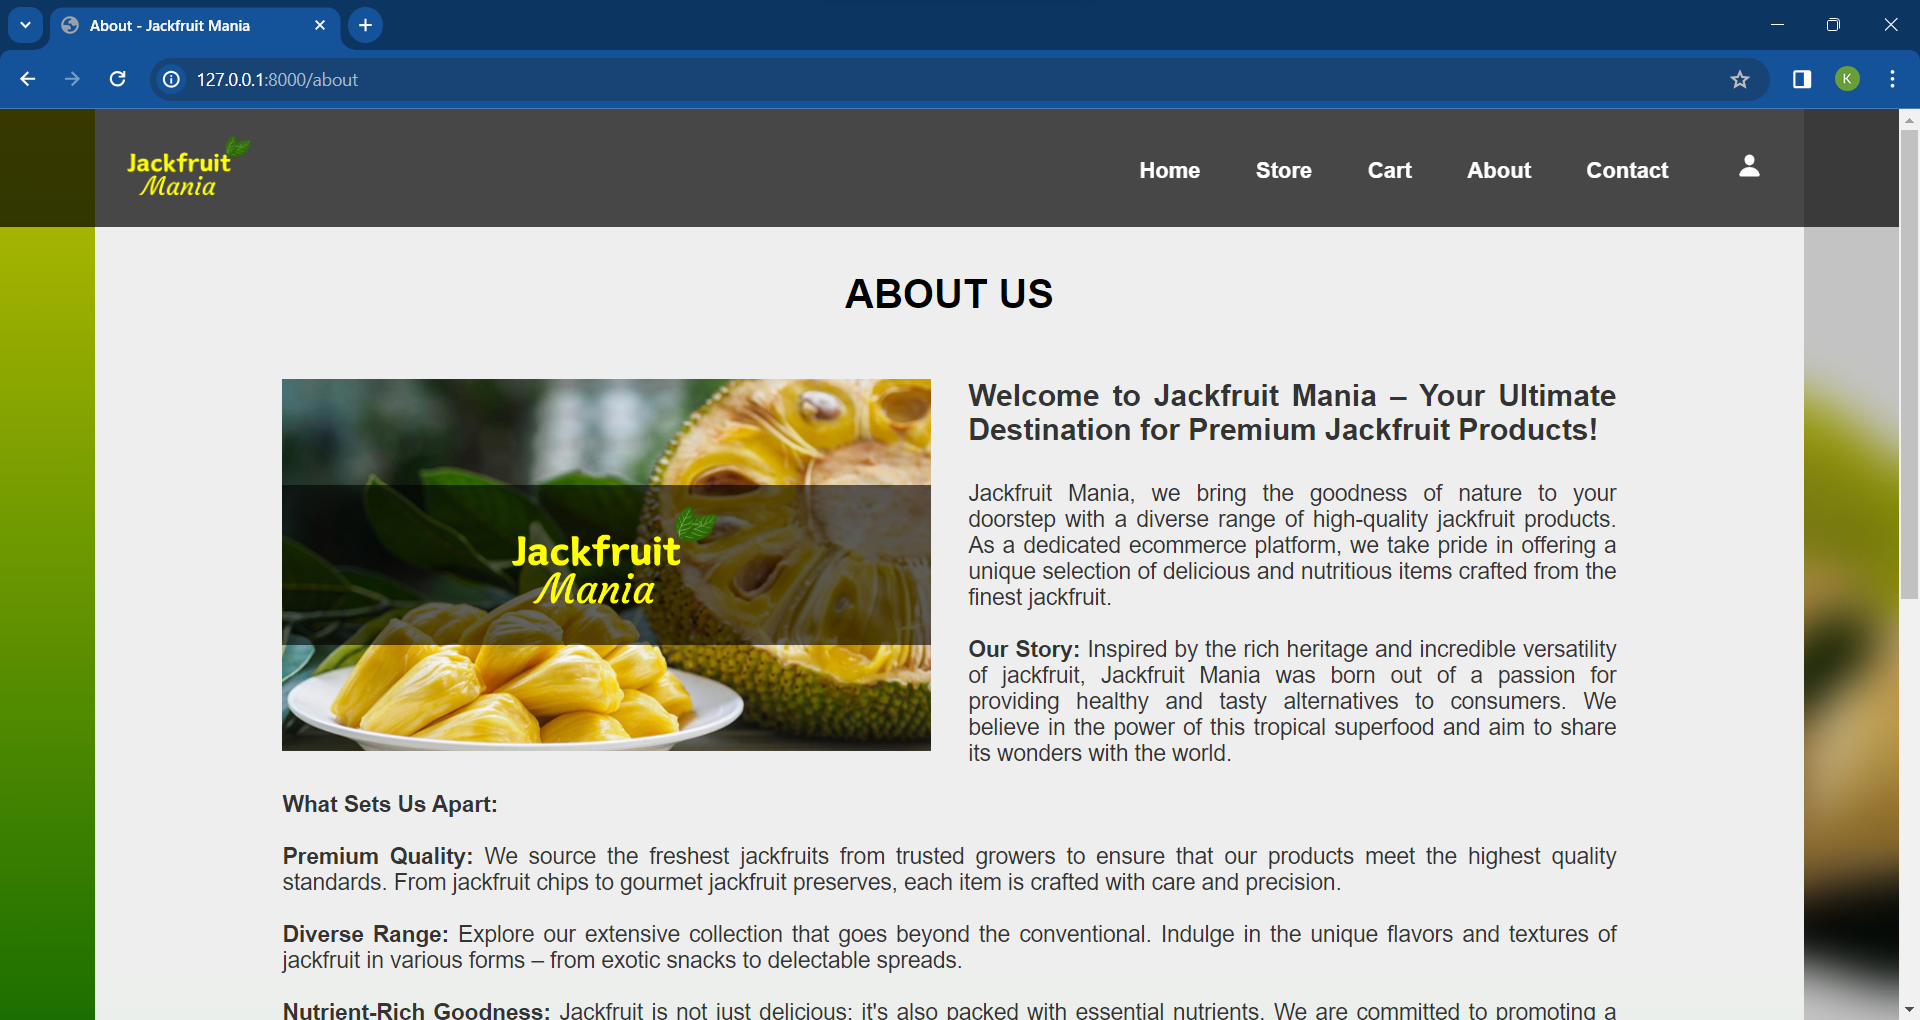 About - Jackfruit Mania
127.0.0.1:8000/about
K
Jackfruit
Mania
Home Store Cart About Contact
ABOUT US
Jackfruit
Mania
Welcome to Jackfruit Mania – Your Ultimate
Destination for Premium Jackfruit Products!
Jackfruit Mania, we bring the goodness of nature to your
doorstep with a diverse range of high-quality jackfruit products.
As a dedicated ecommerce platform, we take pride in offering a
unique selection of delicious and nutritious items crafted from the
finest jackfruit.
Our Story: Inspired by the rich heritage and incredible versatility
of jackfruit, Jackfruit Mania was born out of a passion for
providing healthy and tasty alternatives to consumers. We
believe in the power of this tropical superfood and aim to share
its wonders with the world.
What Sets Us Apart:
Premium Quality: We source the freshest jackfruits from trusted growers to ensure that our products meet the highest quality
standards. From jackfruit chips to gourmet jackfruit preserves, each item is crafted with care and precision.
Diverse Range: Explore our extensive collection that goes beyond the conventional. Indulge in the unique flavors and textures of
jackfruit in various forms – from exotic snacks to delectable spreads.
Nutrient-Rich Goodness: Jackfruit is not just delicious; it's also packed with essential nutrients. We are committed to promoting a